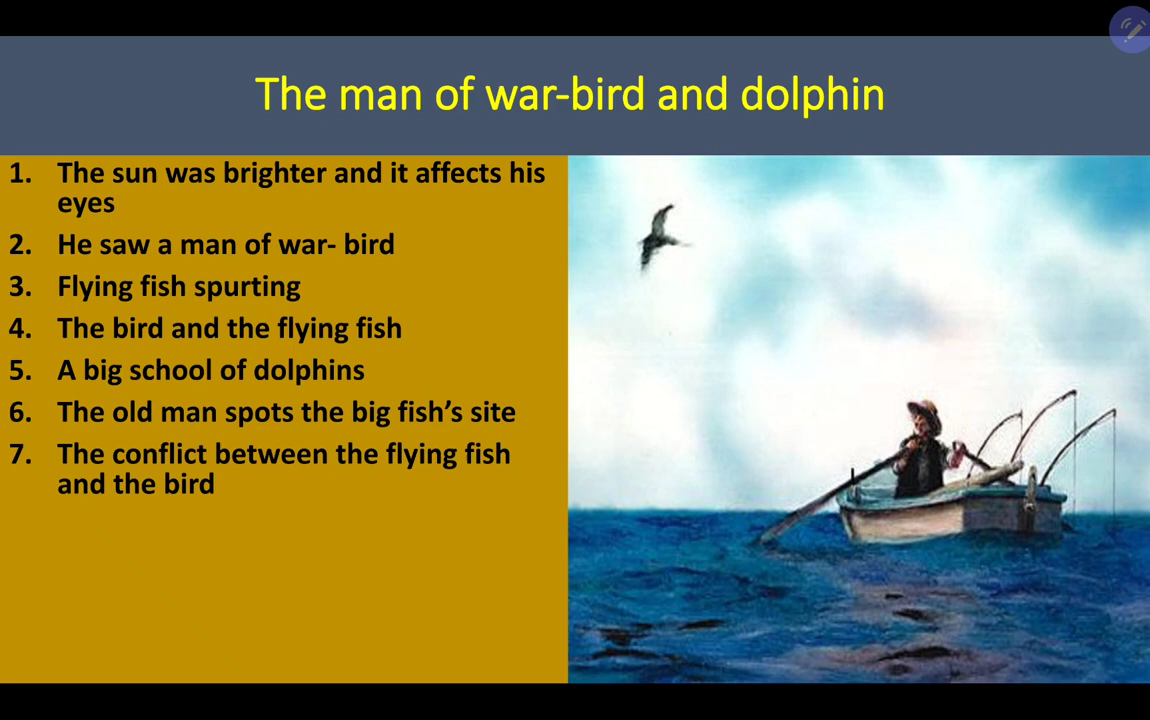 The man of war-bird and dolphin
1. The sun was brighter and it affects his
eyes
2. He saw a man of war- bird
3. Flying fish spurting
4. The bird and the flying fish
5. A big school of dolphins
6. The old man spots the big fish’s site
7. The conflict between the flying fish
and the bird